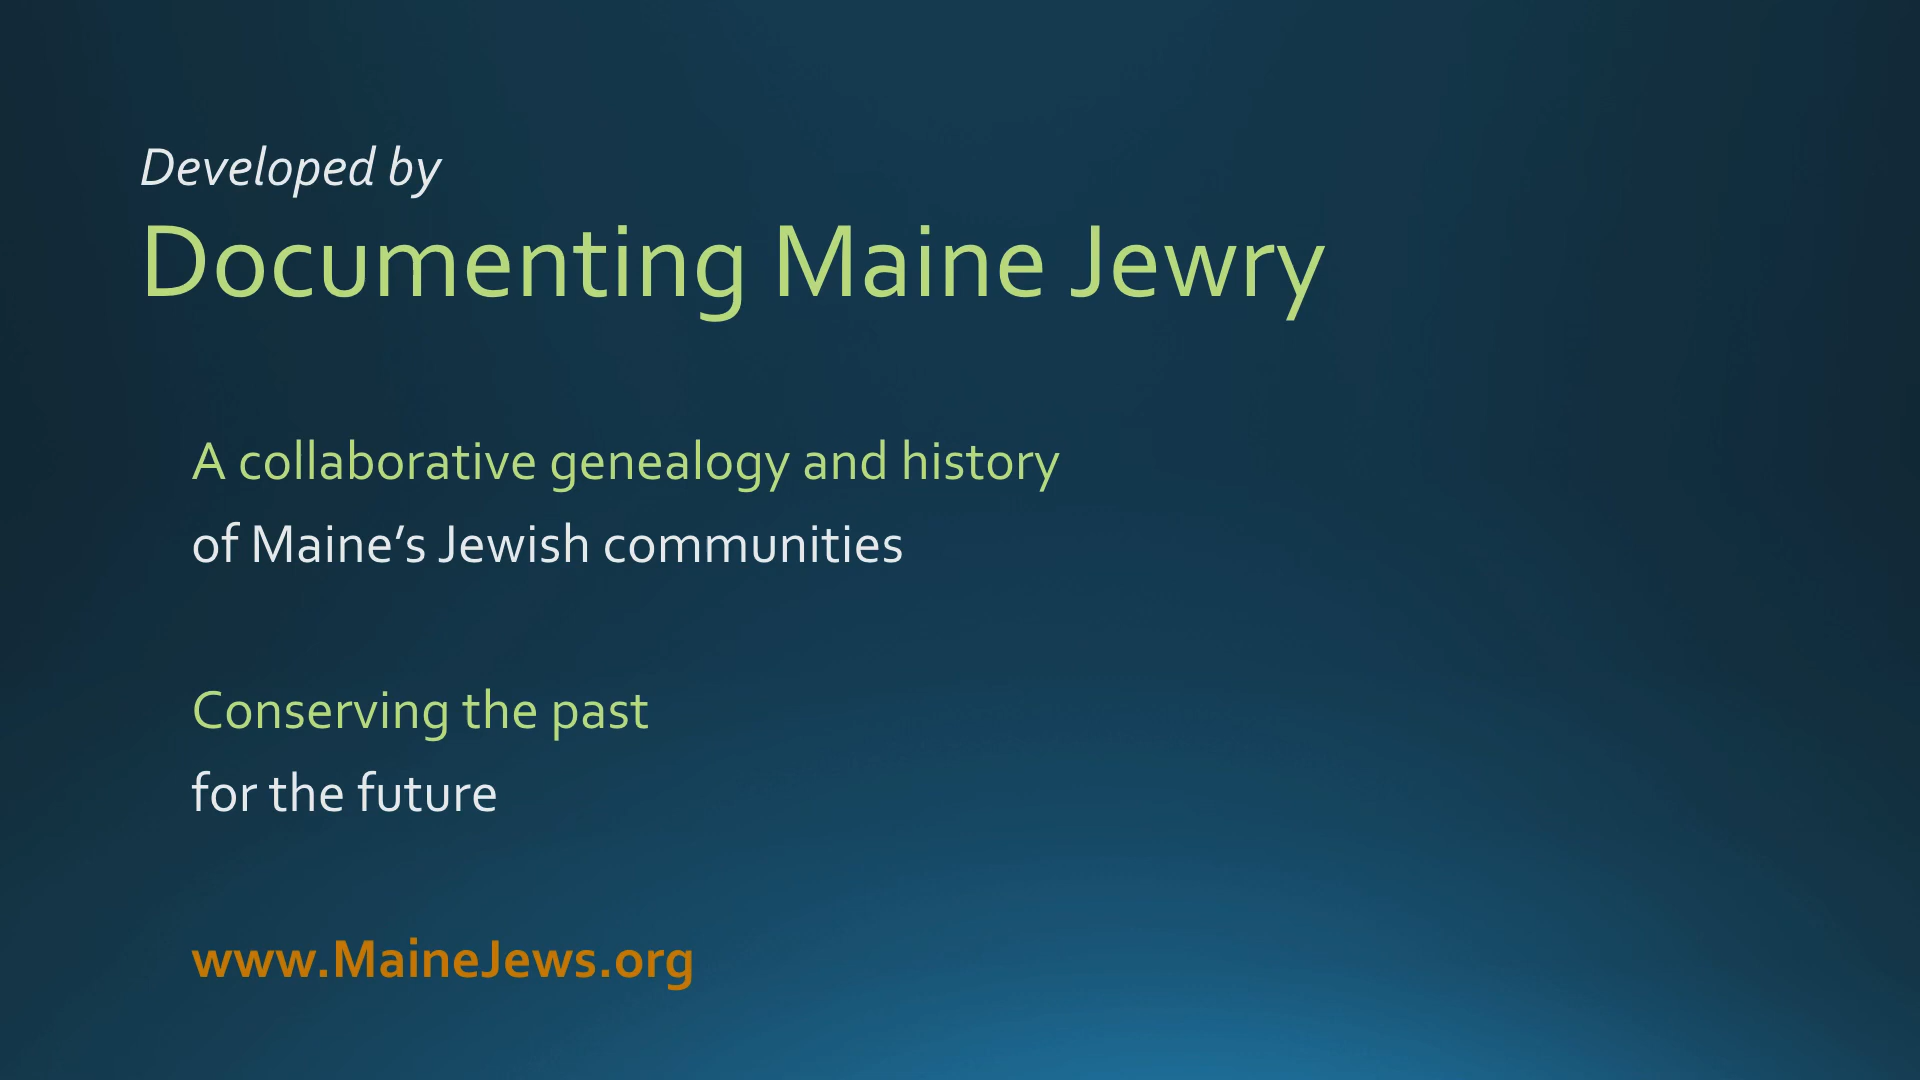 Developed by
Documenting Maine Jewry
A collaborative genealogy and history
of Maine’s Jewish communities
Conserving the past
for the future
www.MaineJews.org